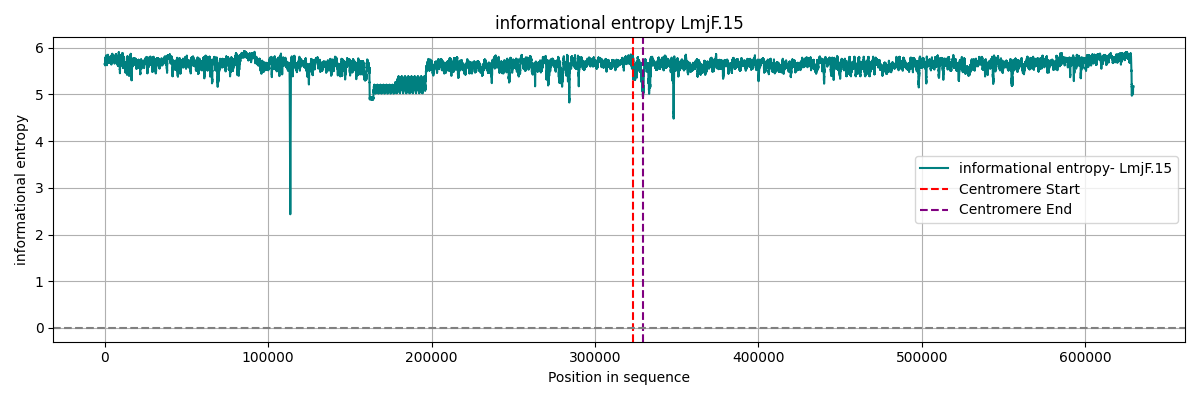 informational entropy LmjF.15
informational entropy
6
5
4
3
2
1
0
informational entropy- LmjF.15
Centromere Start
Centromere End
0
100000
200000
300000
400000
500000
600000
Position in sequence